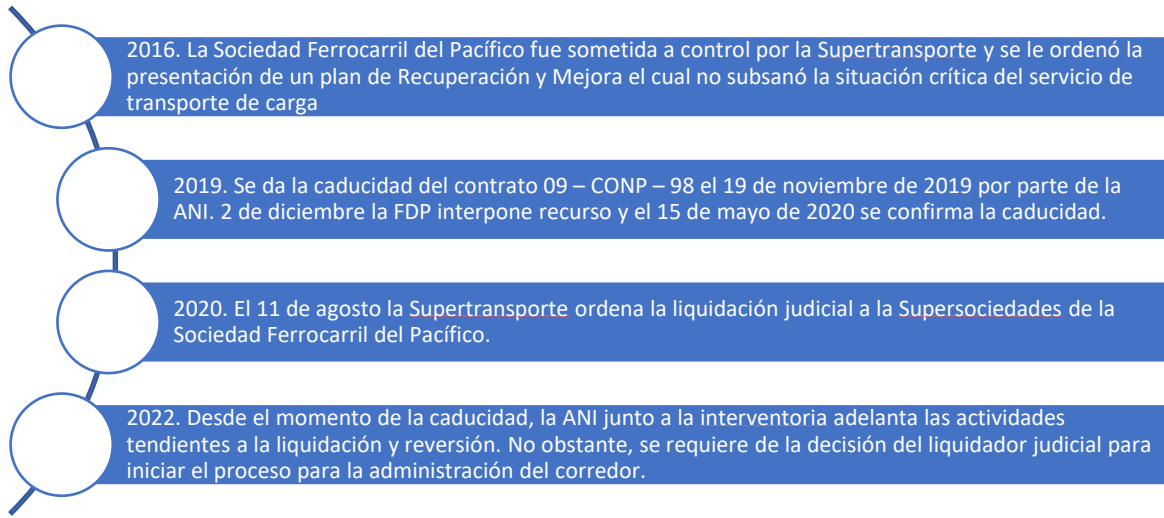 2016. La Sociedad Ferrocarril del Pacífico fue sometida a control por la Supertransporte y se le ordenó la
presentación de un plan de Recuperación y Mejora el cual no subsanó la situación crítica del servicio de
transporte de carga
2019. Se da la caducidad del contrato 09 – CONP – 98 el 19 de noviembre de 2019 por parte de la
ANI. 2 de diciembre la FDP interpone recurso y el 15 de mayo de 2020 se confirma la caducidad.
2020. El 11 de agosto la Supertransporte ordena la liquidación judicial a la Supersociedades de la
Sociedad Ferrocarril del Pacífico.
2022. Desde el momento de la caducidad, la ANI junto a la interventoria adelanta las actividades
tendientes a la liquidación y reversión. No obstante, se requiere de la decisión del liquidador judicial para
iniciar el proceso para la administración del corredor.